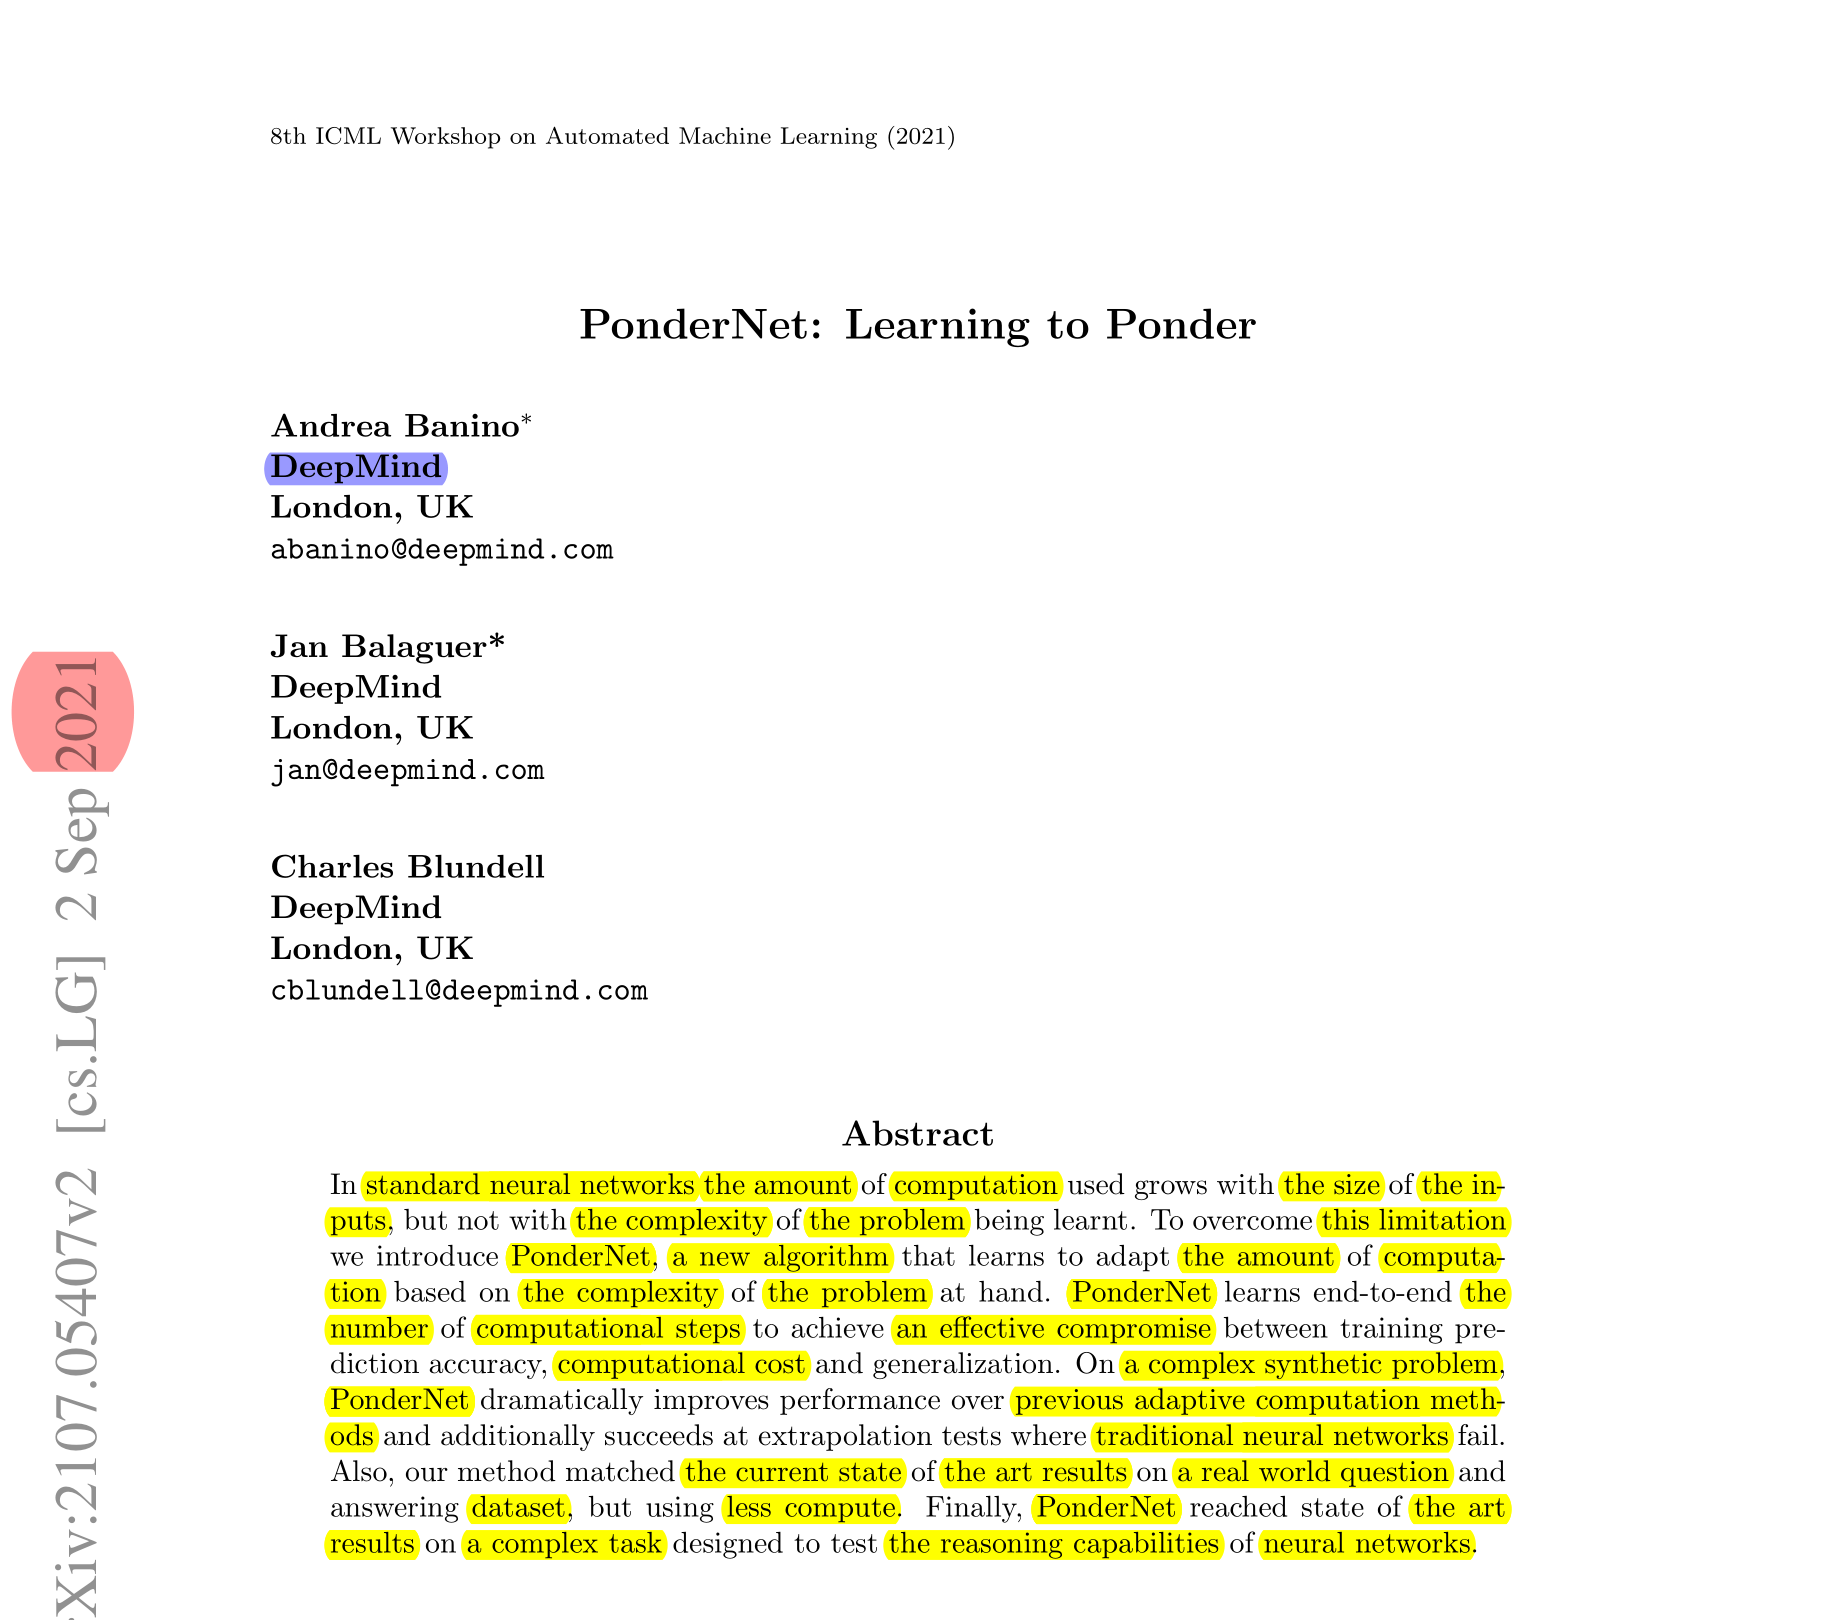 8th ICML Workshop on Automated Machine Learning (2021)
PonderNet: Learning to Ponder
Andrea Banino*
DeepMind
London, UK
abanino@deepmind.com
Jan Balaguer*
DeepMind
London, UK
jan@deepmind.com
Charles Blundell
DeepMind
London, UK
cblundell@deepmind.com
Abstract
In standard neural networks the amount of computation used grows with the size of the in-
puts, but not with the complexity of the problem being learnt. To overcome this limitation
we introduce PonderNet, a new algorithm that learns to adapt the amount of computa-
tion based on the complexity of the problem at hand. PonderNet learns end-to-end the
number of computational steps to achieve an effective compromise between training pre-
diction accuracy, computational cost and generalization. On a complex synthetic problem,
PonderNet dramatically improves performance over previous adaptive computation meth-
ods and additionally succeeds at extrapolation tests where traditional neural networks fail.
Also, our method matched the current state of the art results on a real world question and
answering dataset, but using less compute. Finally, PonderNet reached state of the art
results on a complex task designed to test the reasoning capabilities of neural networks.
Xiv:2107.05407v2 [cs.LG] 2 Sep 2021